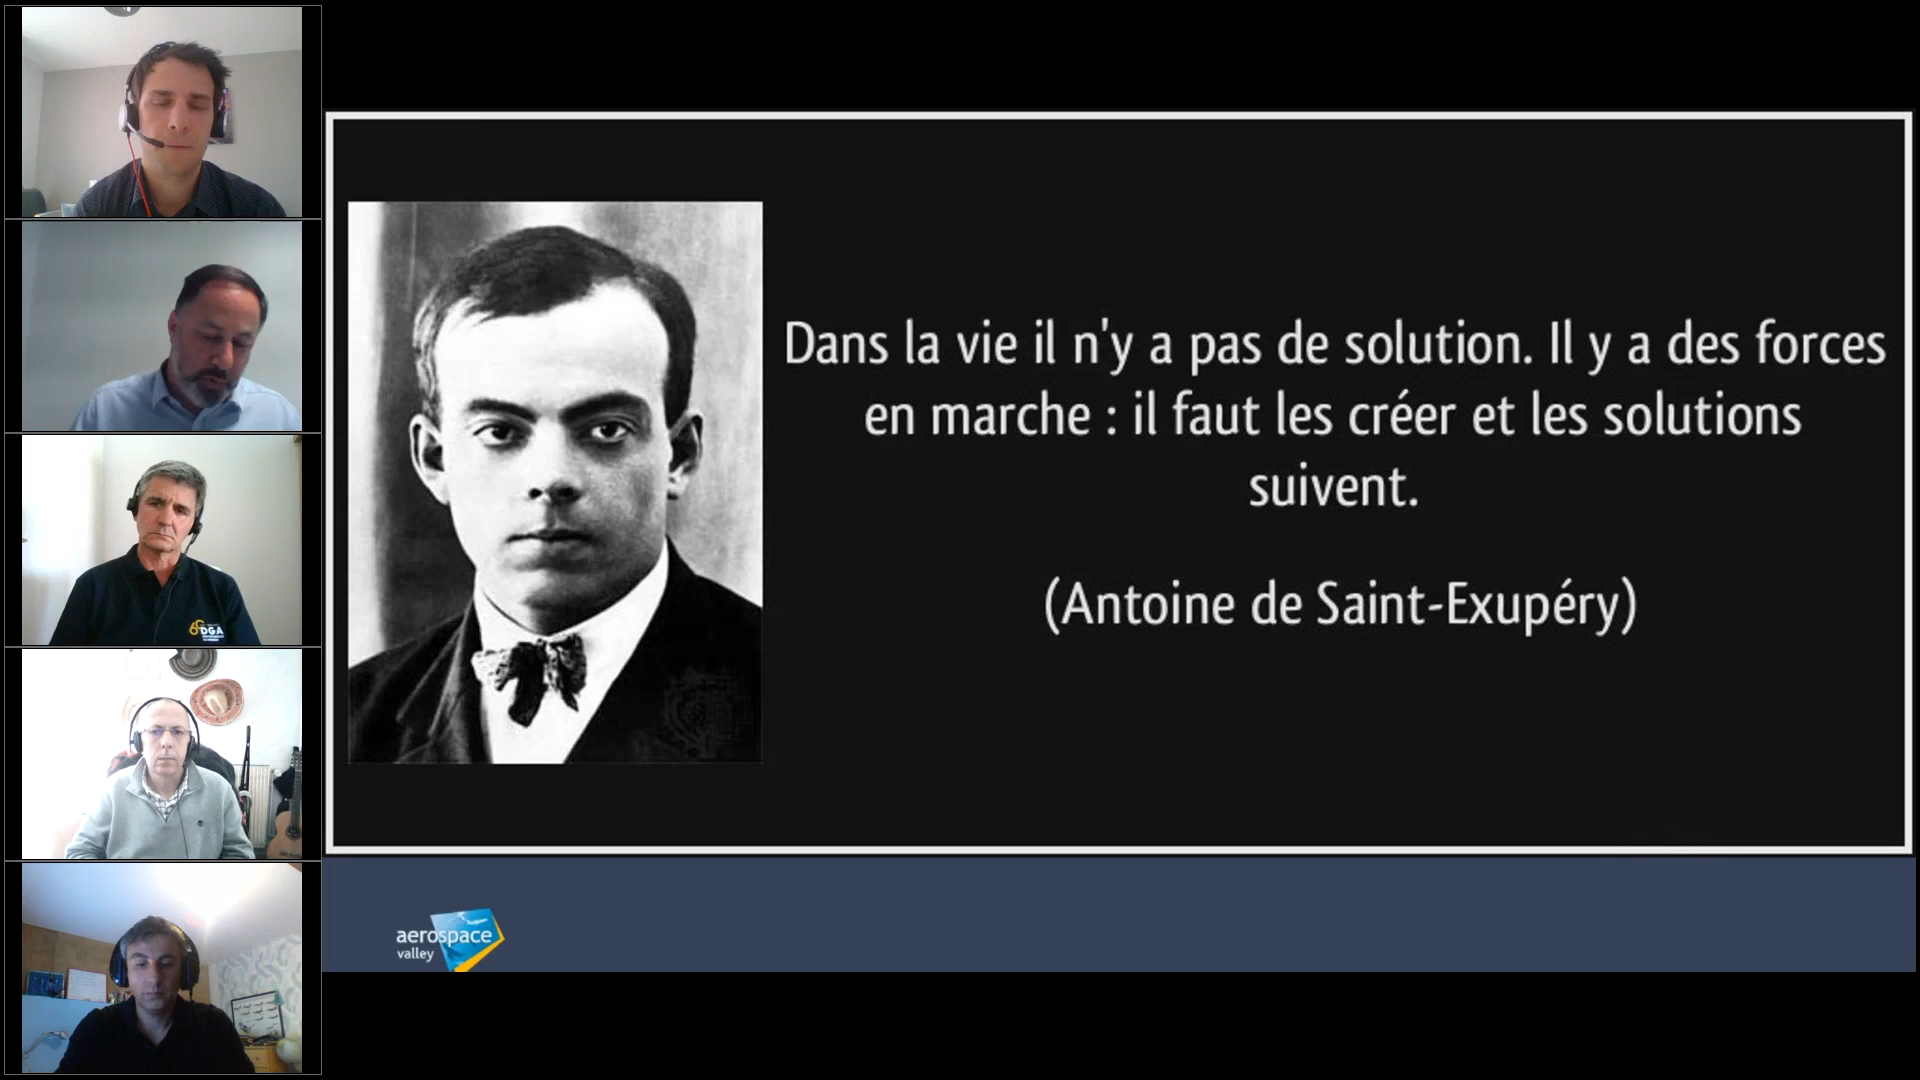 Dans la vie il n'y a pas de solution. Il y a des forces
en marche : il faut les créer et les solutions
suivent.
(Antoine de Saint-Exupéry)
DGA
aerospace
valley